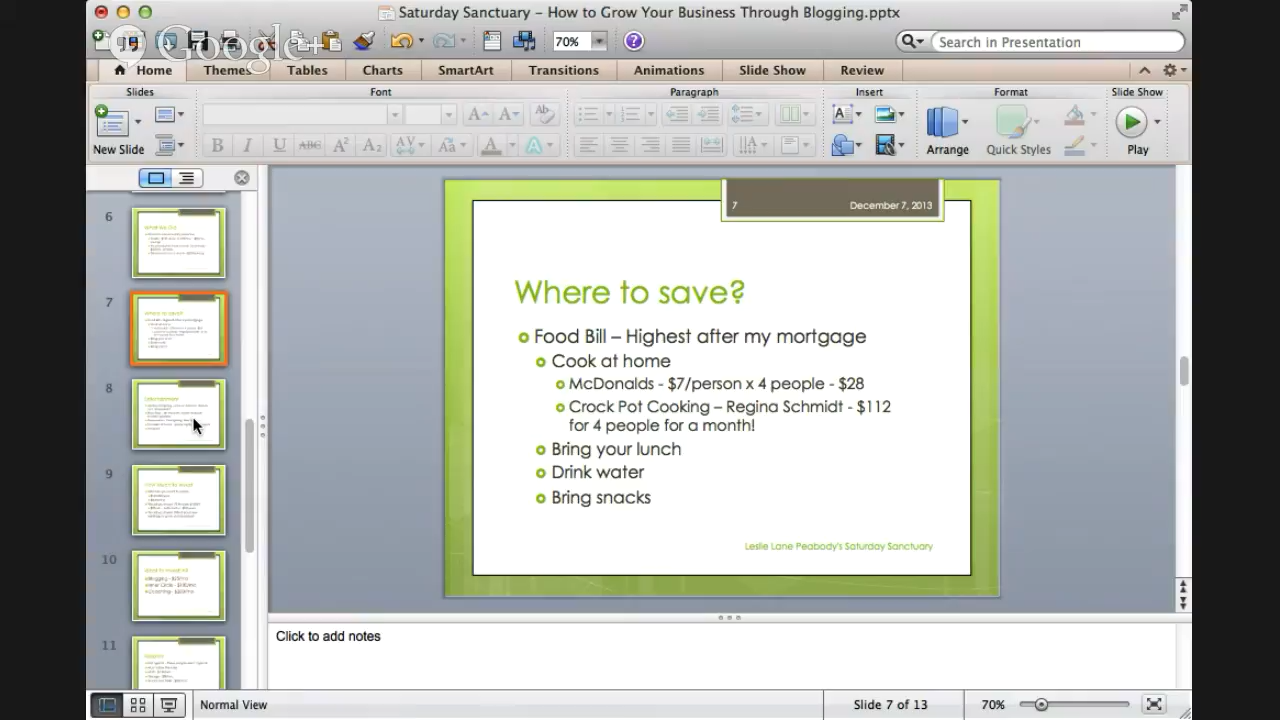 Saturday Sanctuary – How to Grow Your Business Through Blogging.pptx
Google+
70%
Search in Presentation
Home Themes Tables Charts SmartArt Transitions Animations Slide Show Review
Slides Font Paragraph Insert Format Slide Show
New Slide Arrange Quick Styles Play
6
7
8
9
10
11
Where to save?
7 December 7, 2013
Where to save?
Food Bill – Highest after my mortgage
Cook at home
McDonalds - $7/person x 4 people - $28
Crock Pot Cooking – Regina Schmidt - $112
for 4 people for a month!
Bring your lunch
Drink water
Bring snacks
Leslie Lane Peabody's Saturday Sanctuary
Click to add notes
Normal View Slide 7 of 13 70%